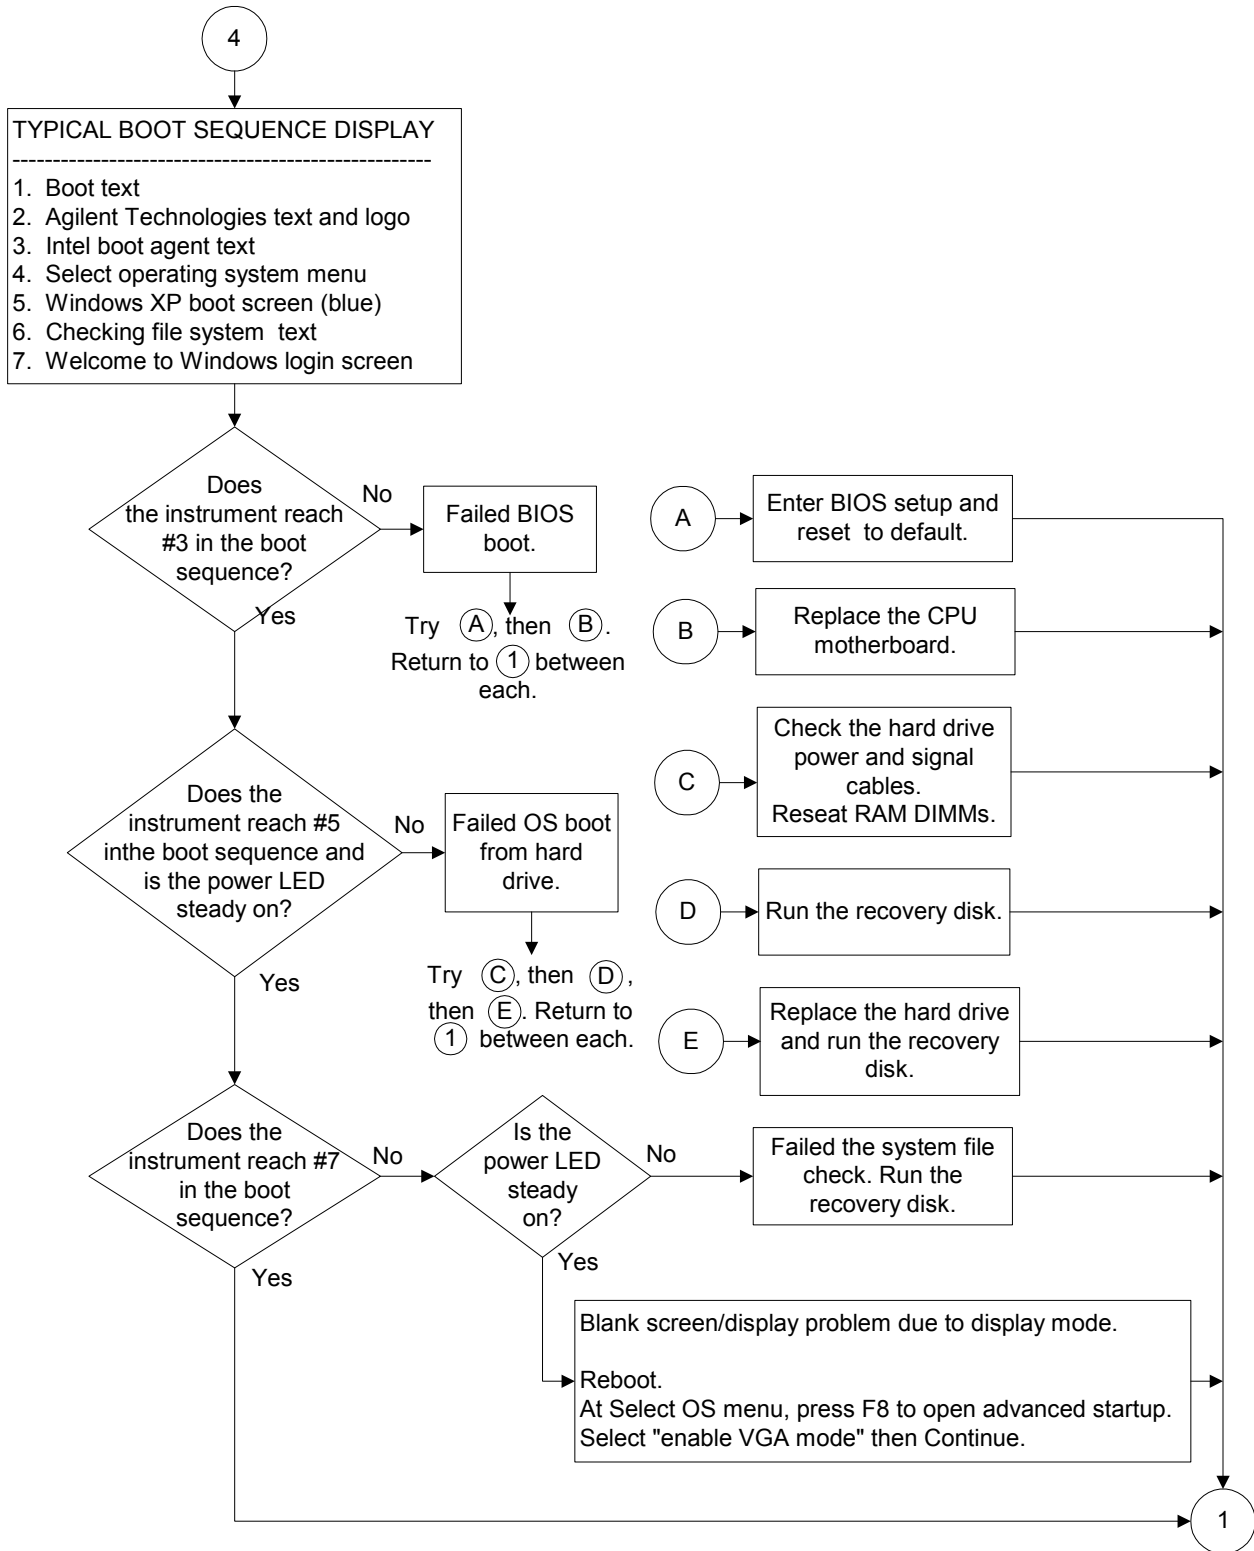 4
TYPICAL BOOT SEQUENCE DISPLAY
----------------------------------------------------
1. Boot text
2. Agilent Technologies text and logo
3. Intel boot agent text
4. Select operating system menu
5. Windows XP boot screen (blue)
6. Checking file system text
7. Welcome to Windows login screen
Does
the instrument reach
#3 in the boot
sequence?
No
Yes
Failed BIOS
boot.
Try A, then B.
Return to 1 between
each.
A
Enter BIOS setup and
reset to default.
B
Replace the CPU
motherboard.
C
Check the hard drive
power and signal
cables.
Reseat RAM DIMMs.
Does the
instrument reach #5
inthe boot sequence and
is the power LED
steady on?
No
Yes
Failed OS boot
from hard
drive.
Try C, then D,
then E. Return to
1 between each.
D
Run the recovery disk.
E
Replace the hard drive
and run the recovery
disk.
Does the
instrument reach #7
in the boot
sequence?
No
Yes
Is the
power LED
steady
on?
No
Yes
Failed the system file
check. Run the
recovery disk.
Blank screen/display problem due to display mode.
Reboot.
At Select OS menu, press F8 to open advanced startup.
Select "enable VGA mode" then Continue.
1